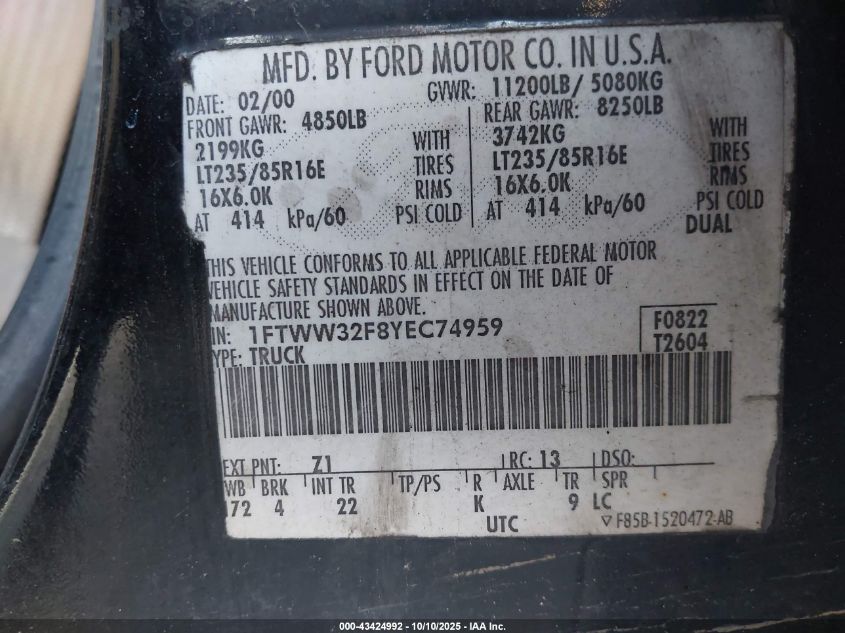 MFD. BY FORD MOTOR CO. IN U.S.A.
DATE: 02/00 GVWR: 11200LB/ 5080KG
FRONT GAWR: 4850LB REAR GAWR: 8250LB
2199KG WITH 3742KG WITH
LT235/85R16E TIRES LT235/85R16E TIRES
16X6.0K RIMS 16X6.0K RIMS
AT 414 kPa/60 PSI COLD AT 414 kPa/60 PSI COLD
DUAL
THIS VEHICLE CONFORMS TO ALL APPLICABLE FEDERAL MOTOR
VEHICLE SAFETY STANDARDS IN EFFECT ON THE DATE OF
MANUFACTURE SHOWN ABOVE.
IN: 1FTWW32F8YEC74959 F0822
YPE: TRUCK T2604
EXT PNT: Z1 RC: 13 DSO:
WB BRK INT TR TP/PS R AXLE TR SPR
172 4 22 K 9 LC
UTC ▽ F85B-1520472-AB
000-43424992 - 10/10/2025 - IAA Inc.